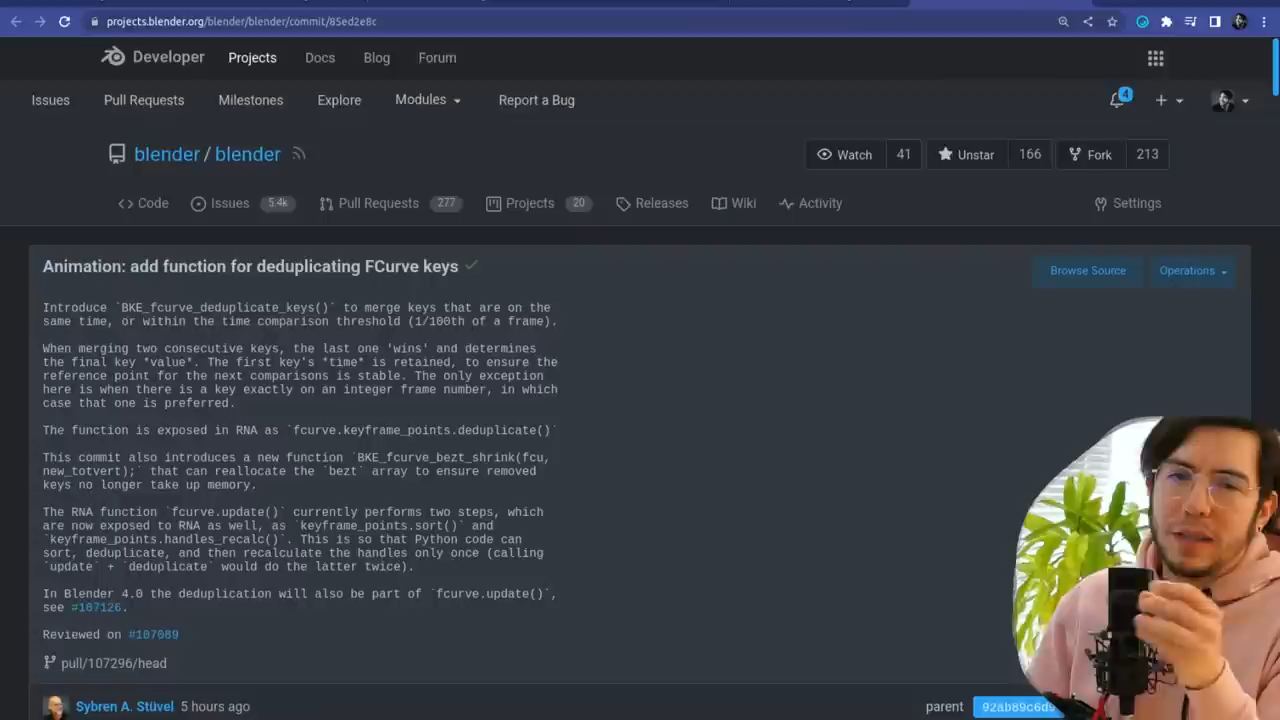 projects.blender.org/blender/blender/commit/85ed2e8c
Developer Projects Docs Blog Forum
Issues Pull Requests Milestones Explore Modules Report a Bug
4
blender / blender
Watch 41 Unstar 166 Fork 213
Code Issues 5.4k Pull Requests 277 Projects 20 Releases Wiki Activity Settings
Animation: add function for deduplicating FCurve keys
Browse Source Operations
Introduce `BKE_fcurve_deduplicate_keys()` to merge keys that are on the
same time, or within the time comparison threshold (1/100th of a frame).
When merging two consecutive keys, the last one 'wins' and determines
the final key *value*. The first key's *time* is retained, to ensure the
reference point for the next comparisons is stable. The only exception
here is when there is a key exactly on an integer frame number, in which
case that one is preferred.
The function is exposed in RNA as `fcurve.keyframe_points.deduplicate()`
This commit also introduces a new function `BKE_fcurve_bezt_shrink(fcu,
new_totvert);` that can reallocate the `bezt` array to ensure removed
keys no longer take up memory.
The RNA function `fcurve.update()` currently performs two steps, which
are now exposed to RNA as well, as `keyframe_points.sort()` and
`keyframe_points.handles_recalc()`. This is so that Python code can
sort, deduplicate, and then recalculate the handles only once (calling
`update` + `deduplicate` would do the latter twice).
In Blender 4.0 the deduplication will also be part of `fcurve.update()`,
see #107126.
Reviewed on #107089
pull/107296/head
Sybren A. Stüvel 5 hours ago parent 92ab89c6d9